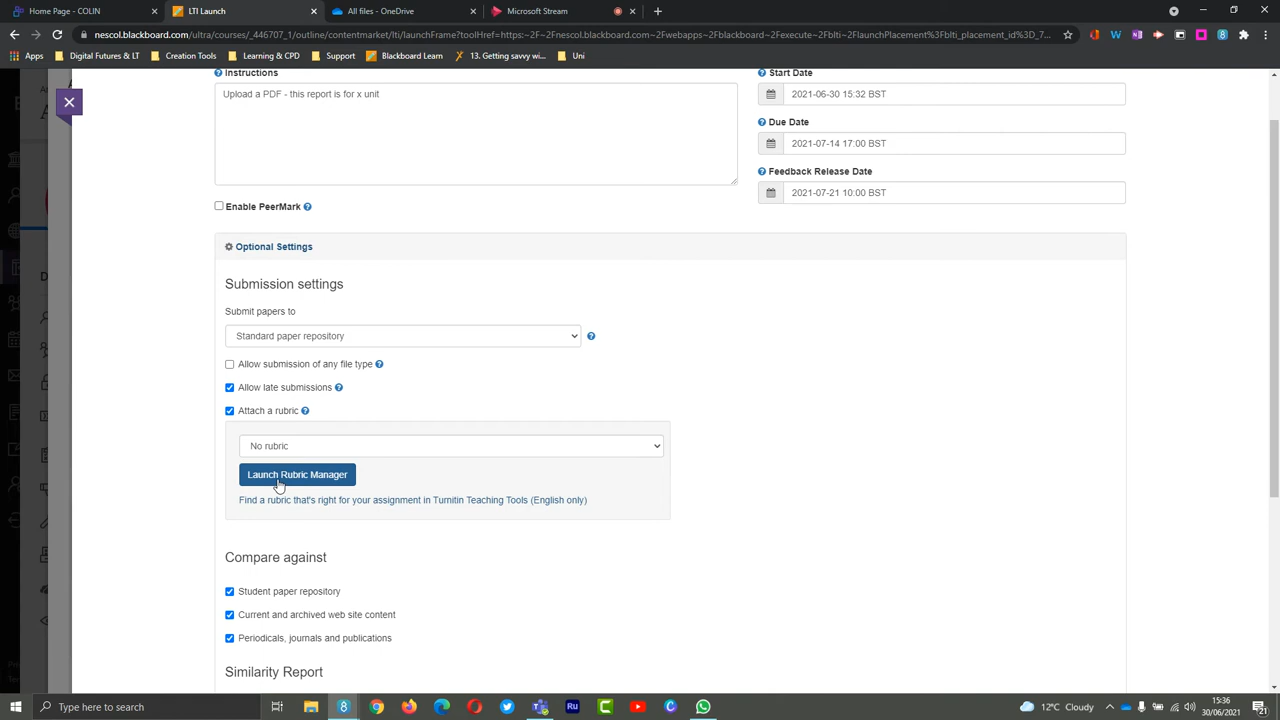 Home Page - COLIN
LTI Launch
All files - OneDrive
Microsoft Stream
nescol.blackboard.com/ultra/courses/_446707_1/outline/contentmarket/lti/launchFrame?toolHref=https:~2F~2Fnescol.blackboard.com~2Fwebapps~2Fblackboard~2Fexecute~2Fblti~2FlaunchPlacement%3Fblti_placement_id%3D_7...
Apps
Digital Futures & LT
Creation Tools
Learning & CPD
Support
Blackboard Learn
13. Getting savvy wi...
Uni
Instructions
Start Date
Upload a PDF - this report is for x unit
2021-06-30 15:32 BST
Due Date
2021-07-14 17:00 BST
Feedback Release Date
2021-07-21 10:00 BST
Enable PeerMark
Optional Settings
Submission settings
Submit papers to
Standard paper repository
Allow submission of any file type
Allow late submissions
Attach a rubric
No rubric
Launch Rubric Manager
Find a rubric that's right for your assignment in Turnitin Teaching Tools (English only)
Compare against
Student paper repository
Current and archived web site content
Periodicals, journals and publications
Similarity Report
Type here to search
12°C Cloudy
15:36
30/06/2021